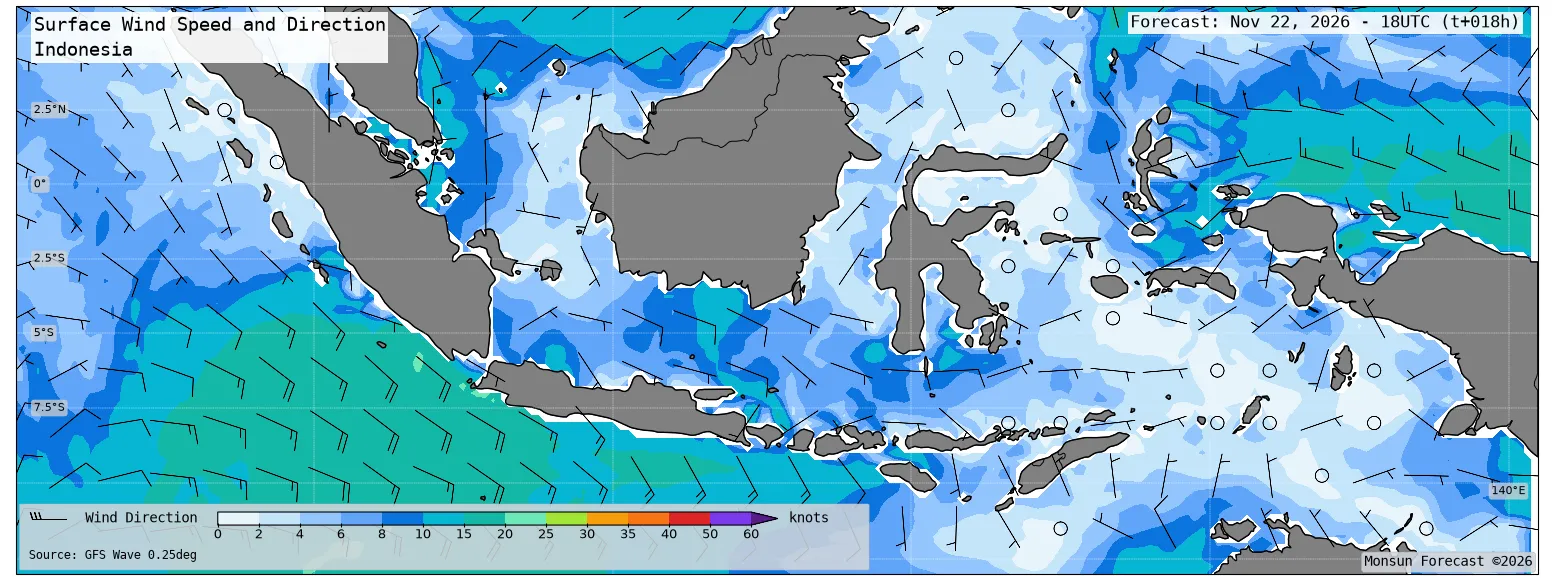 Surface Wind Speed and Direction
Indonesia
Forecast: Nov 22, 2026 - 18UTC (t+018h)
2.5°N
0°
2.5°S
5°S
7.5°S
140°E
Wind Direction
0 2 4 6 8 10 15 20 25 30 35 40 50 60
knots
Source: GFS Wave 0.25deg
Monsun Forecast ©2026